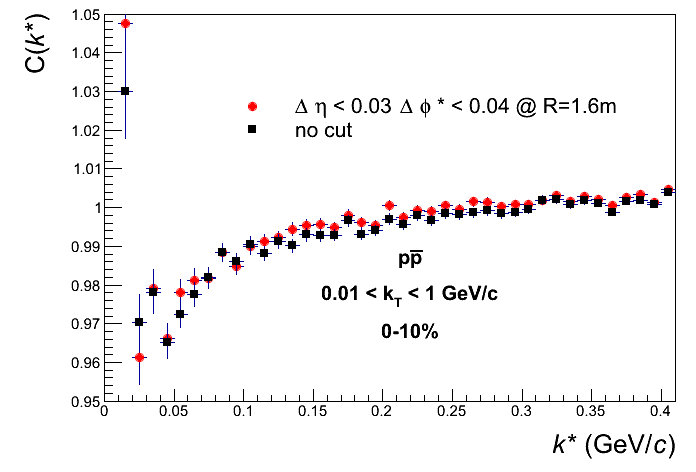 C(k*)
1.05
1.04
1.03
1.02
1.01
1
0.99
0.98
0.97
0.96
0.95
Δ η < 0.03 Δ ϕ * < 0.04 @ R=1.6m
no cut
pp̅
0.01 < k_T < 1 GeV/c
0-10%
0 0.05 0.1 0.15 0.2 0.25 0.3 0.35 0.4
k* (GeV/c)